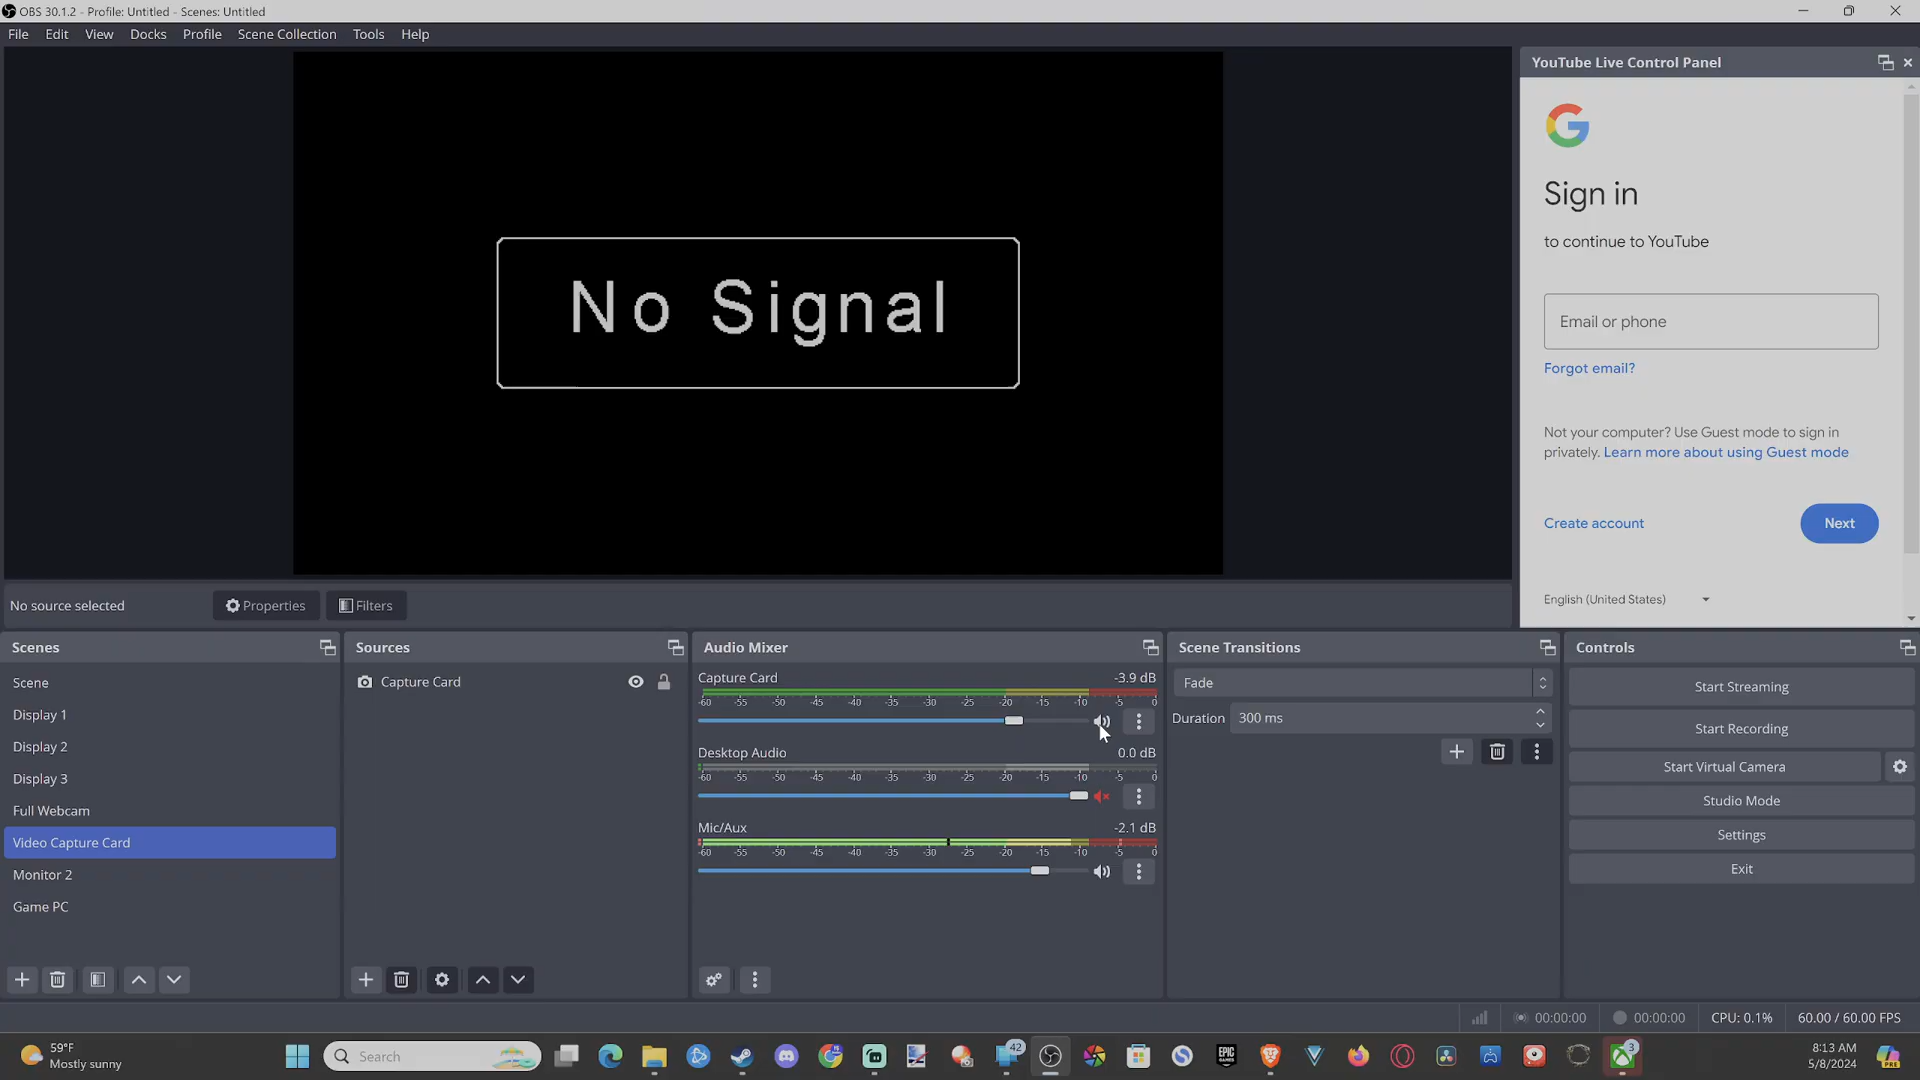 OBS 30.1.2 - Profile: Untitled - Scenes: Untitled
File Edit View Docks Profile Scene Collection Tools Help
No Signal
YouTube Live Control Panel
Sign in
to continue to YouTube
Email or phone
Forgot email?
Not your computer? Use Guest mode to sign in
privately. Learn more about using Guest mode
Create account
Next
English (United States)
No source selected
Properties
Filters
Scenes
Scene
Display 1
Display 2
Display 3
Full Webcam
Video Capture Card
Monitor 2
Game PC
Sources
Capture Card
Audio Mixer
Capture Card -3.9 dB
-60 -55 -50 -45 -40 -35 -30 -25 -20 -15 -10 -5 0
Desktop Audio 0.0 dB
-60 -55 -50 -45 -40 -35 -30 -25 -20 -15 -10 -5 0
Mic/Aux -2.1 dB
-60 -55 -50 -45 -40 -35 -30 -25 -20 -15 -10 -5 0
Scene Transitions
Fade
Duration 300 ms
Controls
Start Streaming
Start Recording
Start Virtual Camera
Studio Mode
Settings
Exit
00:00:00 00:00:00 CPU: 0.1% 60.00 / 60.00 FPS
59°F
Mostly sunny
Search
42
EPIC
3
8:13 AM
5/8/2024
PRE